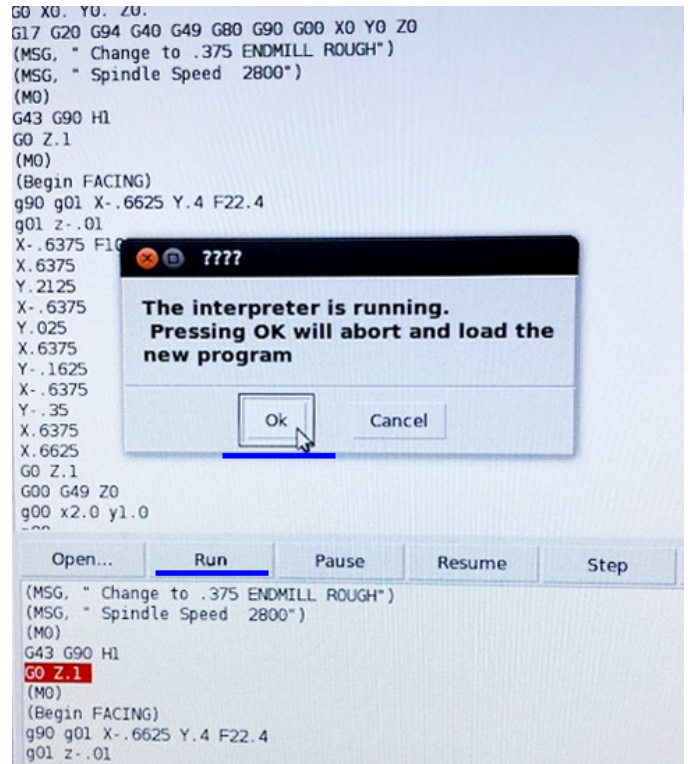 G0 X0. Y0. Z0.
G17 G20 G94 G40 G49 G80 G90 G00 X0 Y0 Z0
(MSG, " Change to .375 ENDMILL ROUGH")
(MSG, " Spindle Speed  2800")
(M0)
G43 G90 H1
G0 Z.1
(M0)
(Begin FACING)
g90 g01 X-.6625 Y.4 F22.4
g01 z-.01
X-.6375 F10
X.6375
Y.2125
X-.6375
Y.025
X.6375
Y-.1625
X-.6375
Y-.35
X.6375
X.6625
G0 Z.1
G00 G49 Z0
g00 x2.0 y1.0
????
The interpreter is running.
Pressing OK will abort and load the
new program
Ok Cancel
Open... Run Pause Resume Step
(MSG, " Change to .375 ENDMILL ROUGH")
(MSG, " Spindle Speed  2800")
(M0)
G43 G90 H1
G0 Z.1
(M0)
(Begin FACING)
g90 g01 X-.6625 Y.4 F22.4
g01 z-.01